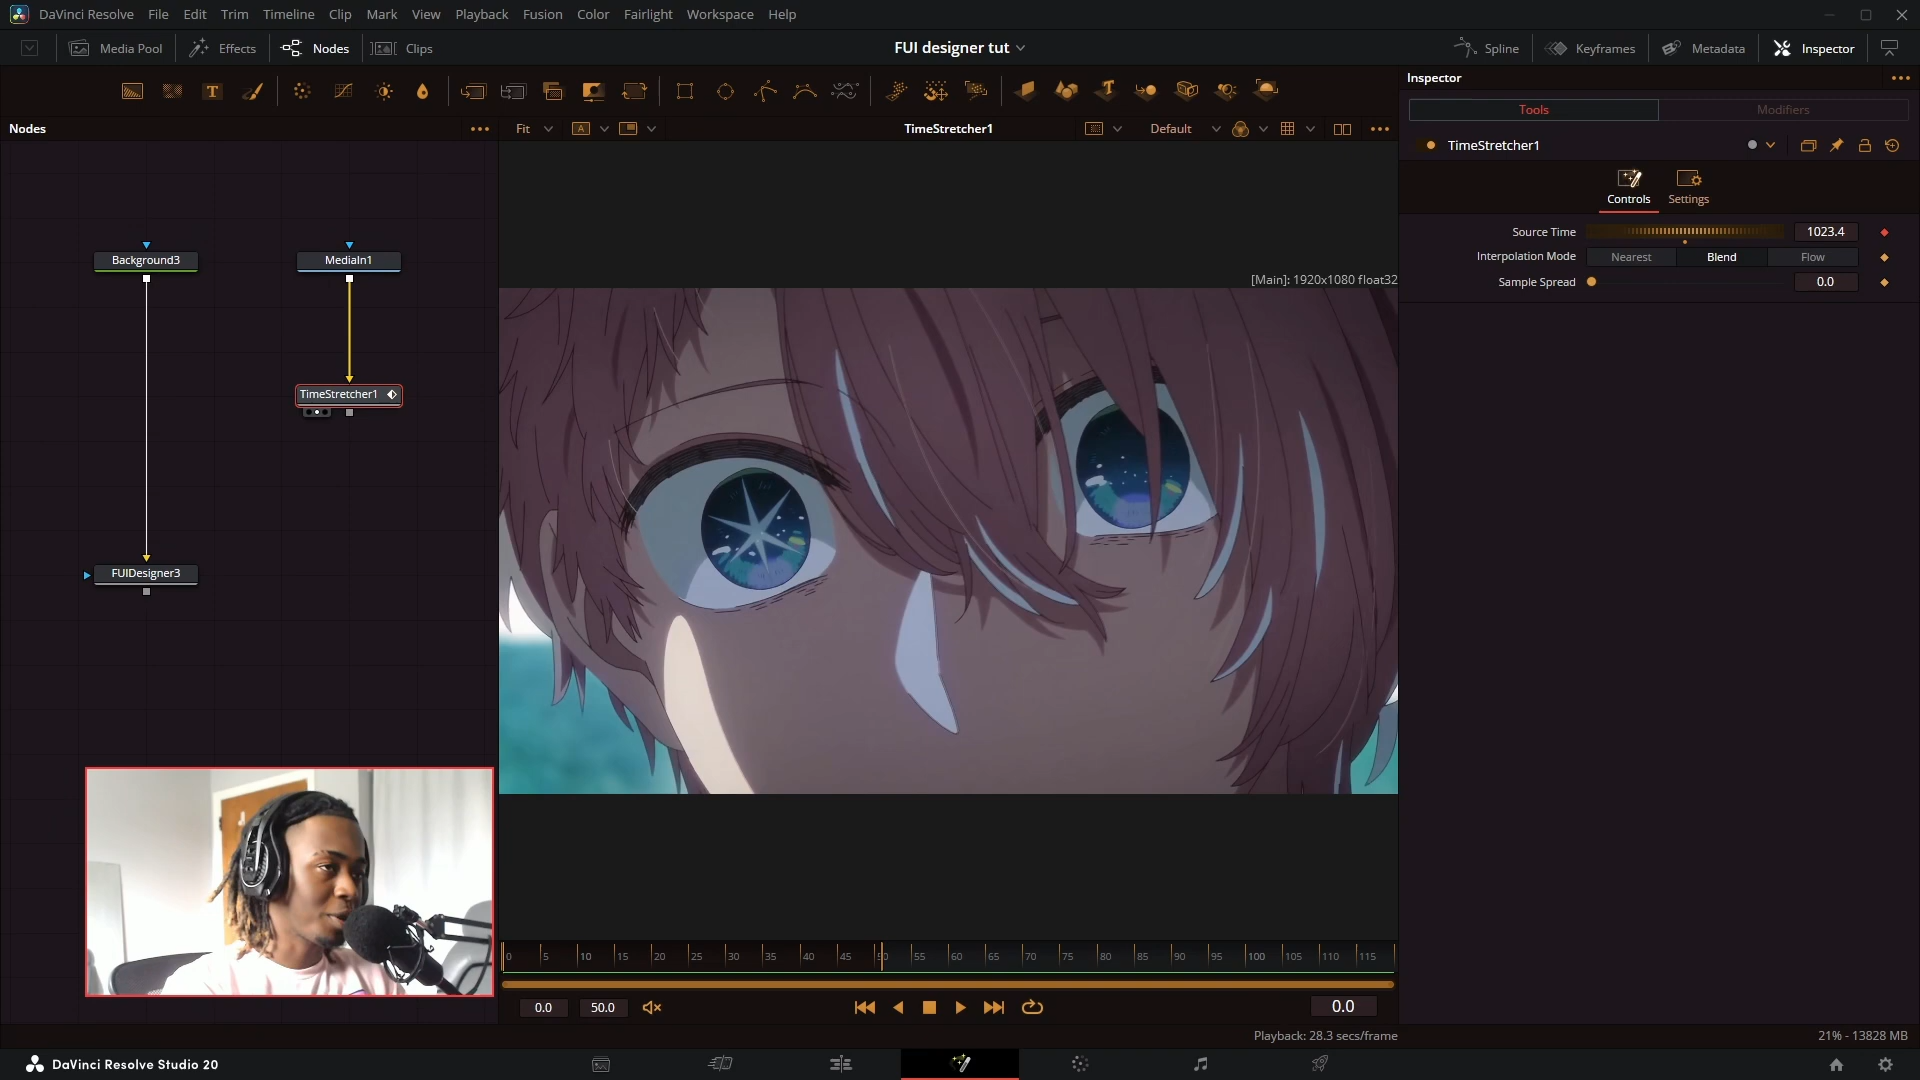 DaVinci Resolve File Edit Trim Timeline Clip Mark View Playback Fusion Color Fairlight Workspace Help
Media Pool Effects Nodes Clips FUI designer tut Spline Keyframes Metadata Inspector
Inspector
Nodes Fit A TimeStretcher1 Default
Tools Modifiers
TimeStretcher1
Controls Settings
Source Time 1023.4
Interpolation Mode Nearest Blend Flow
Sample Spread 0.0
Background3 MediaIn1
[Main]: 1920x1080 float32
TimeStretcher1
FUIDesigner3
0 5 10 15 20 25 30 35 40 45 50 55 60 65 70 75 80 85 90 95 100 105 110 115
0.0 50.0 0.0
Playback: 28.3 secs/frame 21% - 13828 MB
DaVinci Resolve Studio 20